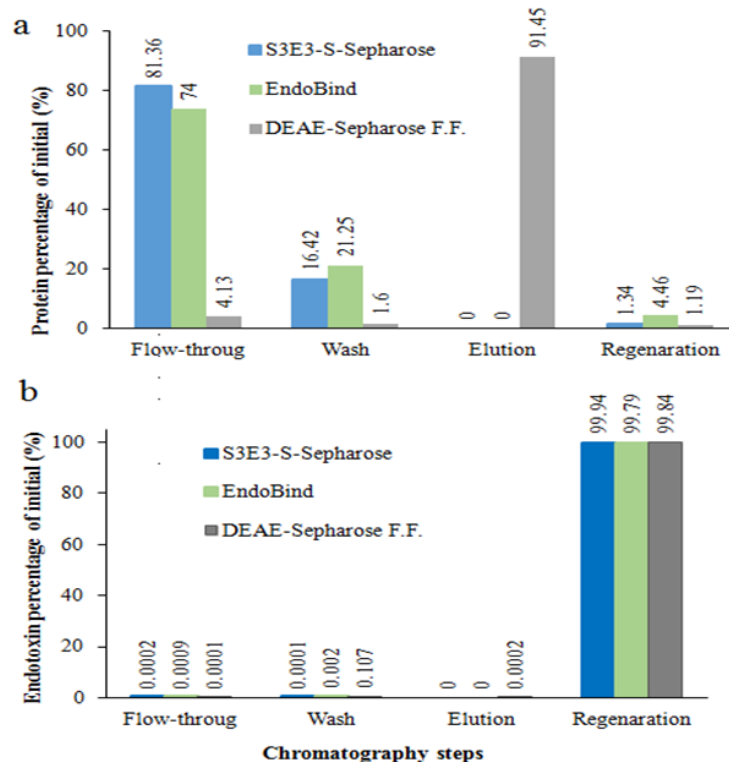 a
Protein percentage of initial (%)
100
80
60
40
20
0
S3E3-S-Sepharose
EndoBind
DEAE-Sepharose F.F.
81.36
74
4.13
16.42
21.25
1.6
0
0
91.45
1.34
4.46
1.19
Flow-throug
Wash
Elution
Regenaration
b
Endotoxin percentage of initial (%)
100
80
60
40
20
0
S3E3-S-Sepharose
EndoBind
DEAE-Sepharose F.F.
0.0002
0.0009
0.0001
0.0001
0.002
0.107
0
0
0.0002
99.94
99.79
99.84
Flow-throug
Wash
Elution
Regenaration
Chromatography steps